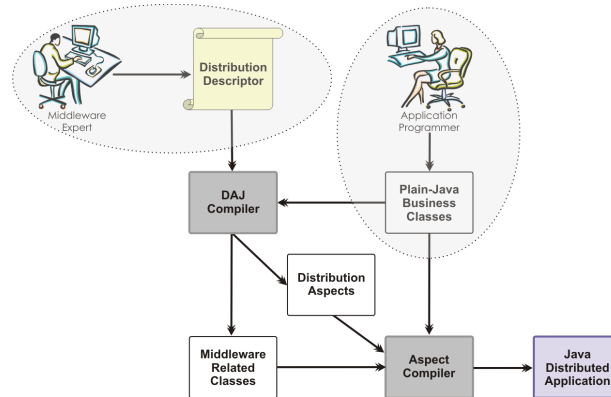 Distribution
Descriptor
Middleware
Expert
Application
Programmer
DAJ
Compiler
Plain-Java
Business
Classes
Distribution
Aspects
Middleware
Related
Classes
Aspect
Compiler
Java
Distributed
Application